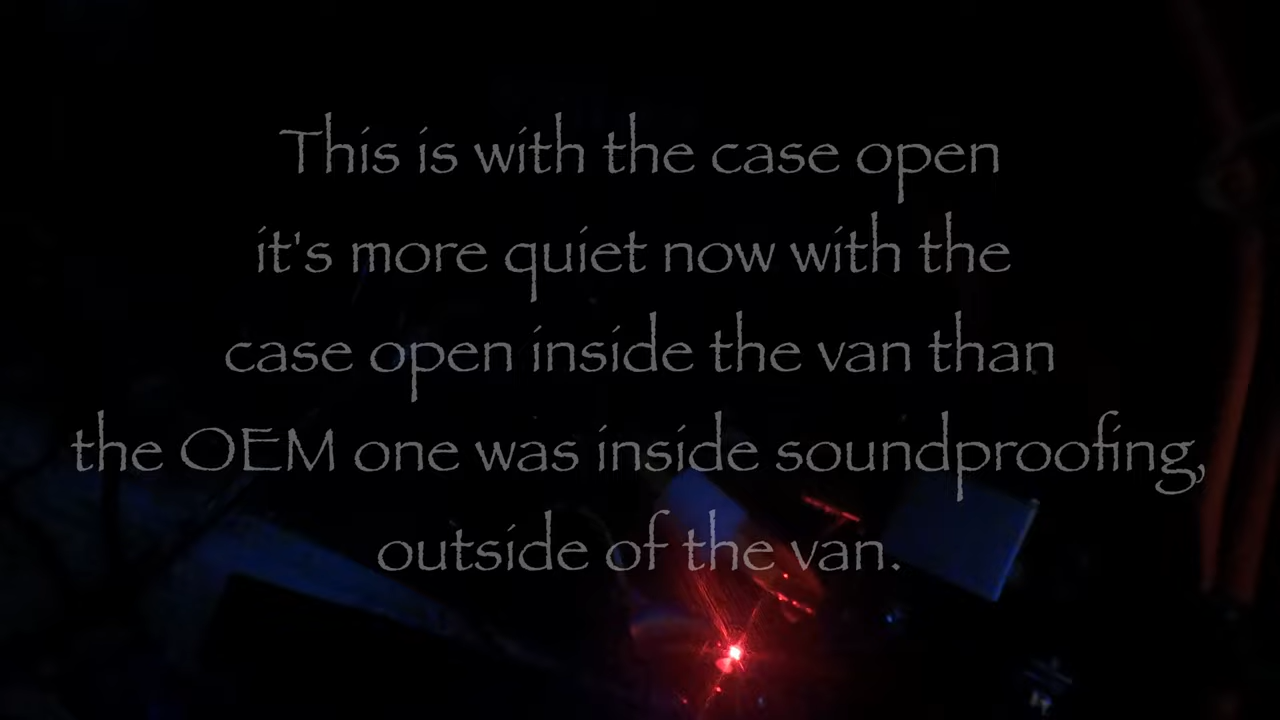 This is with the case open
it's more quiet now with the
case open inside the van than
the OEM one was inside soundproofing,
outside of the van.